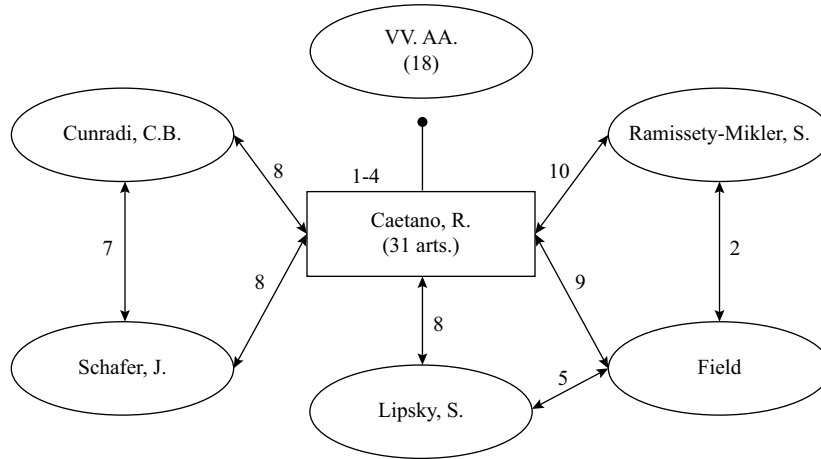 VV. AA.
(18)
Cunradi, C.B.
Ramissety-Mikler, S.
8
1-4
10
Caetano, R.
(31 arts.)
7
8
9
2
8
Schafer, J.
5
Field
Lipsky, S.